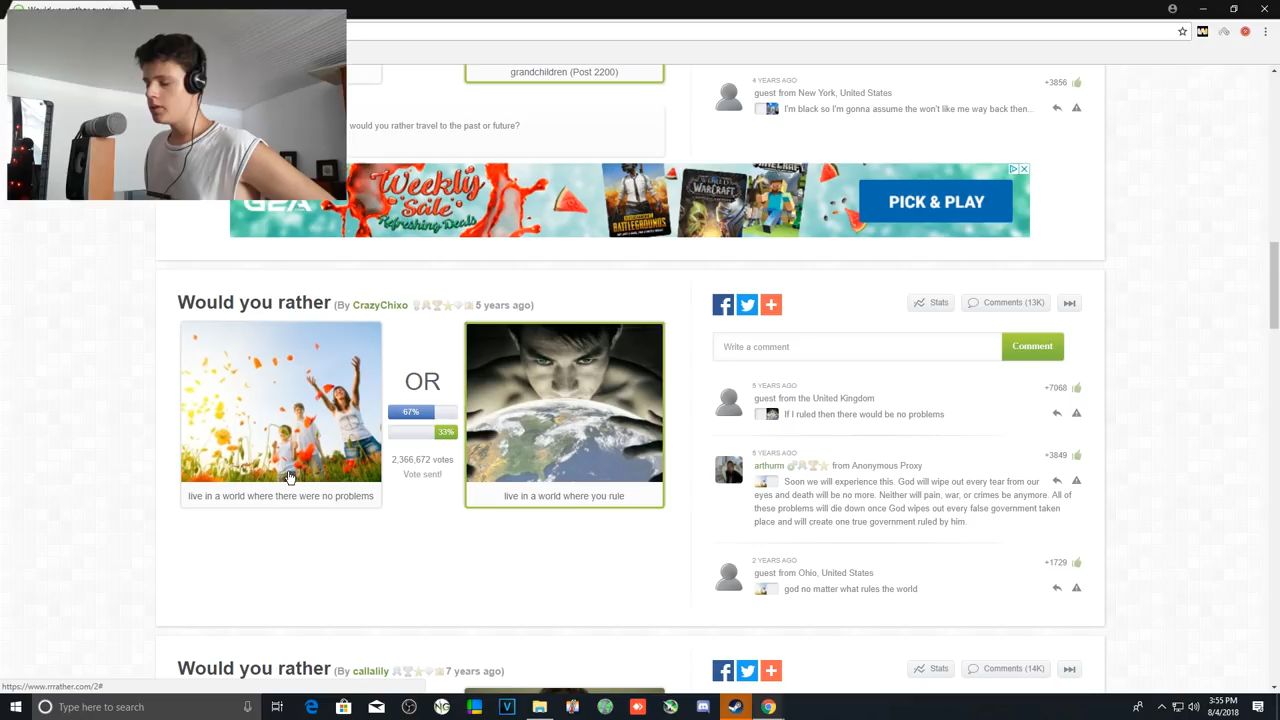 grandchildren (Post 2200)
would you rather travel to the past or future?
4 YEARS AGO
+3856
guest from New York, United States
I'm black so I'm gonna assume the won't like me way back then...
G2A
Weekly
Sale
Refreshing Deals
PLAYERUNKNOWN'S
BATTLEGROUNDS
WARCRAFT
MINECRAFT
PICK & PLAY
Would you rather (By CrazyChixo 5 years ago)
OR
67%
33%
2,366,672 votes
Vote sent!
live in a world where there were no problems
live in a world where you rule
Stats
Comments (13K)
Write a comment
Comment
5 YEARS AGO
+7068
guest from the United Kingdom
If I ruled then there would be no problems
5 YEARS AGO
+3849
arthurm from Anonymous Proxy
Soon we will experience this. God will wipe out every tear from our
eyes and death will be no more. Neither will pain, war, or crimes be anymore. All of
these problems will die down once God wipes out every false government taken
place and will create one true government ruled by him.
2 YEARS AGO
+1729
guest from Ohio, United States
god no matter what rules the world
Would you rather (By callalily 7 years ago)
Stats
Comments (14K)
https://www.rrrather.com/2#
Type here to search
3:55 PM
8/4/2018